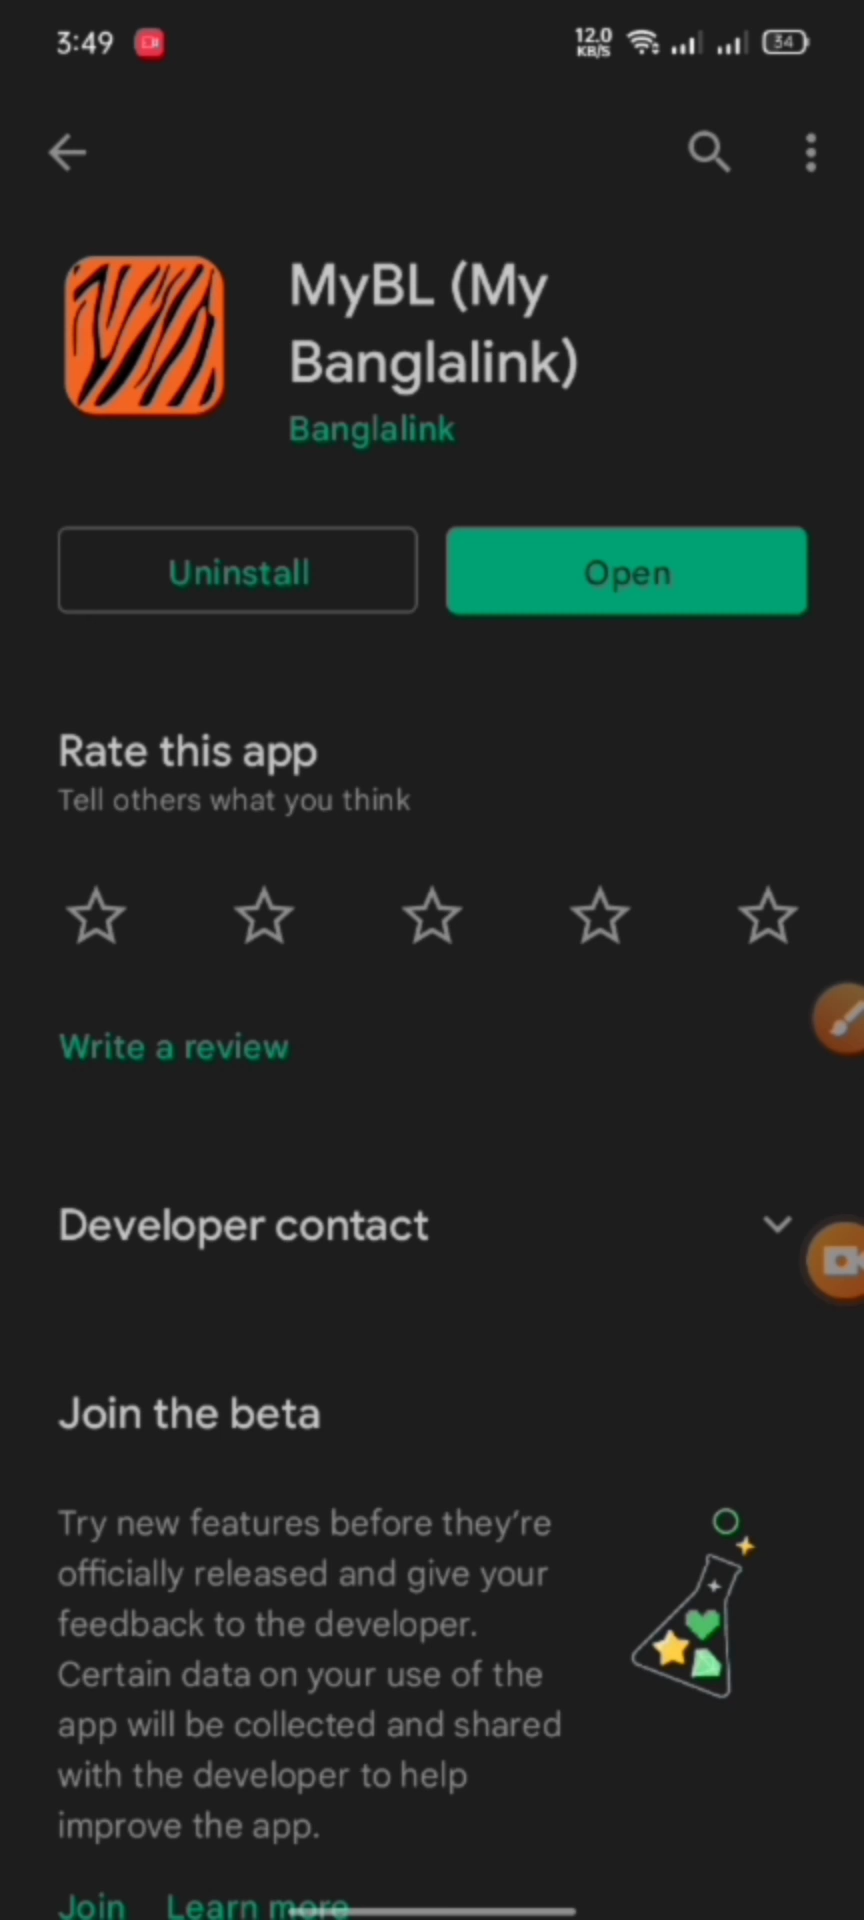 3:49
12.0
KB/S
34
MyBL (My
Banglalink)
Banglalink
Uninstall
Open
Rate this app
Tell others what you think
Write a review
Developer contact
Join the beta
Try new features before they’re
officially released and give your
feedback to the developer.
Certain data on your use of the
app will be collected and shared
with the developer to help
improve the app.
Join
Learn more